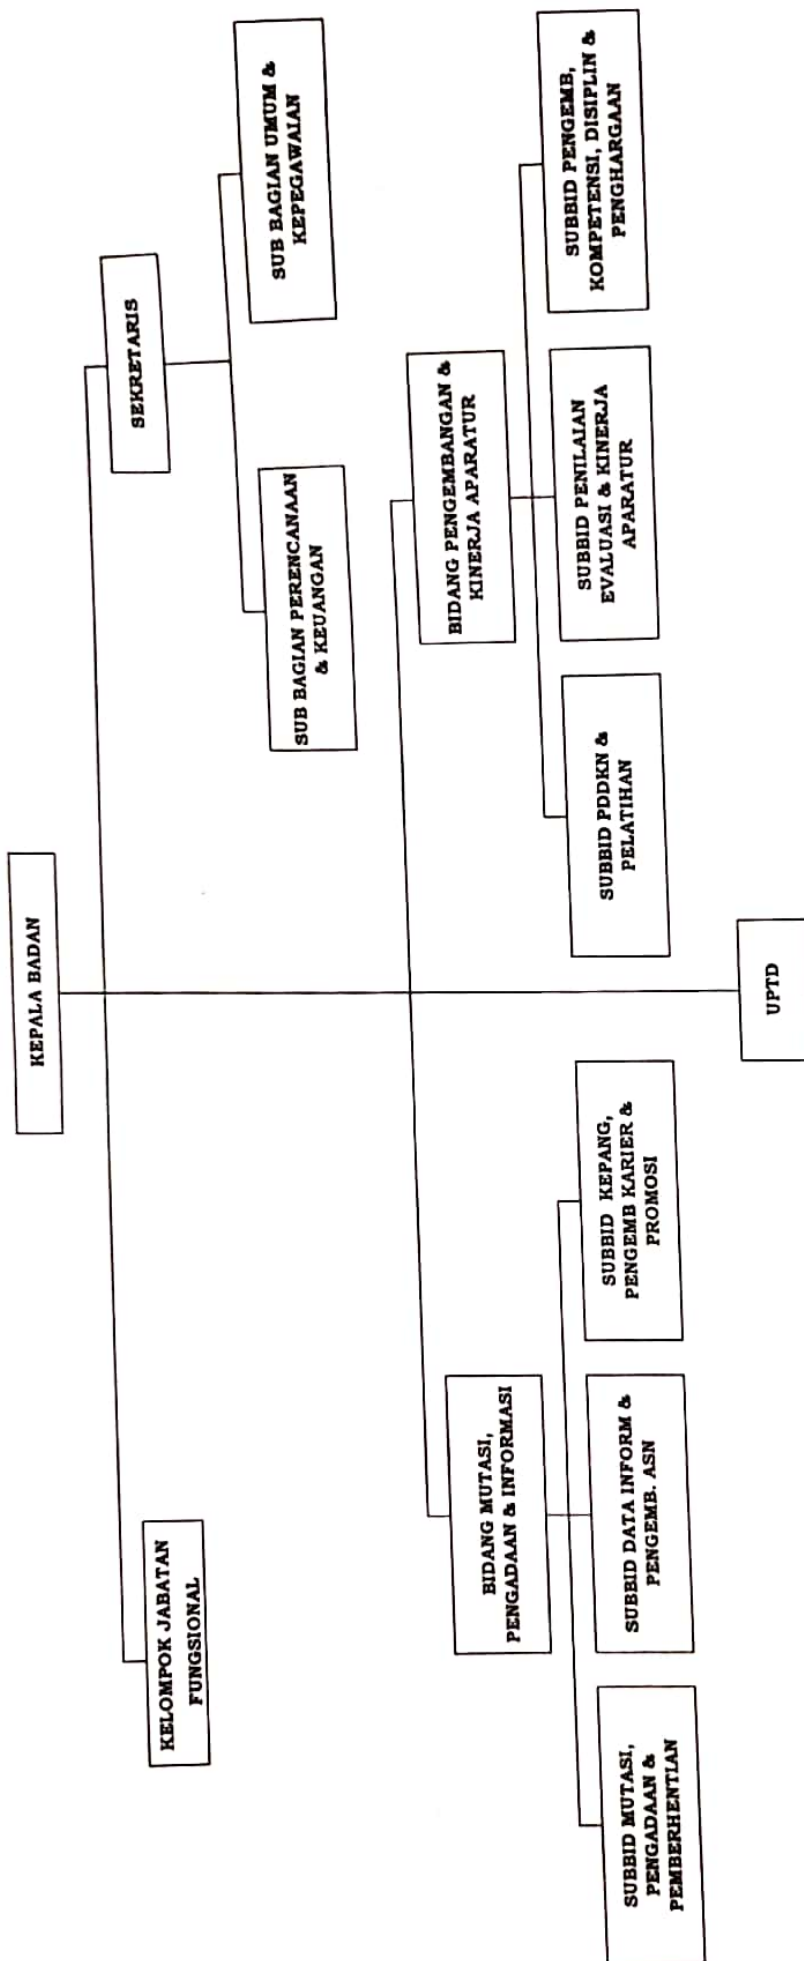 KEPALA BADAN
KELOMPOK JABATAN
FUNGSIONAL
SEKRETARIS
SUB BAGIAN PERENCANAAN
& KEUANGAN
SUB BAGIAN UMUM &
KEPEGAWAIAN
BIDANG MUTASI,
PENGADAAN & INFORMASI
BIDANG PENGEMBANGAN &
KINERJA APARATUR
SUBBID MUTASI,
PENGADAAN &
PEMBERHENTIAN
SUBBID DATA INFORM &
PENGEMB. ASN
SUBBID KEPANG,
PENGEMB KARIER &
PROMOSI
SUBBID PDDKN &
PELATIHAN
SUBBID PENILAIAN
EVALUASI & KINERJA
APARATUR
SUBBID PENGEMB,
KOMPETENSI, DISIPLIN &
PENGHARGAAN
UPTD